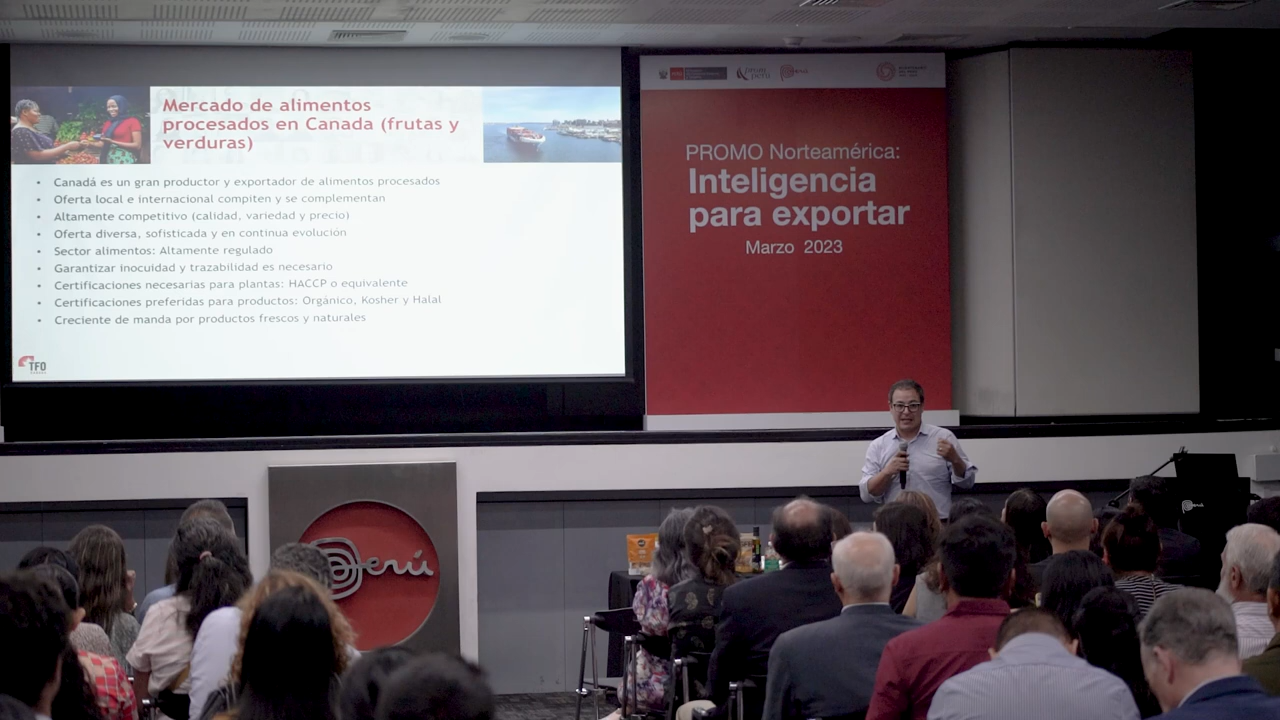 Mercado de alimentos
procesados en Canada (frutas y
verduras)
• Canadá es un gran productor y exportador de alimentos procesados
• Oferta local e internacional compiten y se complementan
• Altamente competitivo (calidad, variedad y precio)
• Oferta diversa, sofisticada y en continua evolución
• Sector alimentos: Altamente regulado
• Garantizar inocuidad y trazabilidad es necesario
• Certificaciones necesarias para plantas: HACCP o equivalente
• Certificaciones preferidas para productos: Orgánico, Kosher y Halal
• Creciente de manda por productos frescos y naturales
TFO
PROMO Norteamérica:
Inteligencia
para exportar
Marzo 2023
Perú